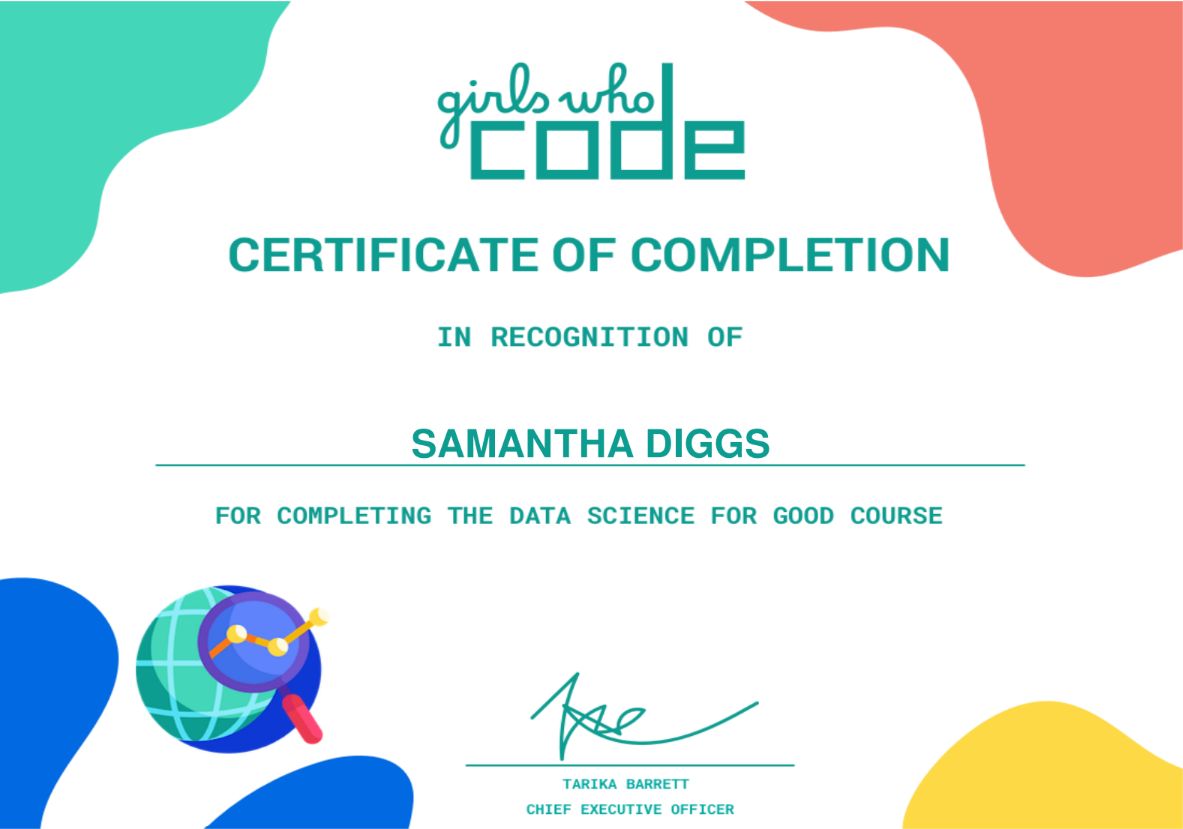 girls who
code
CERTIFICATE OF COMPLETION
IN RECOGNITION OF
SAMANTHA DIGGS
FOR COMPLETING THE DATA SCIENCE FOR GOOD COURSE
TARIKA BARRETT
CHIEF EXECUTIVE OFFICER